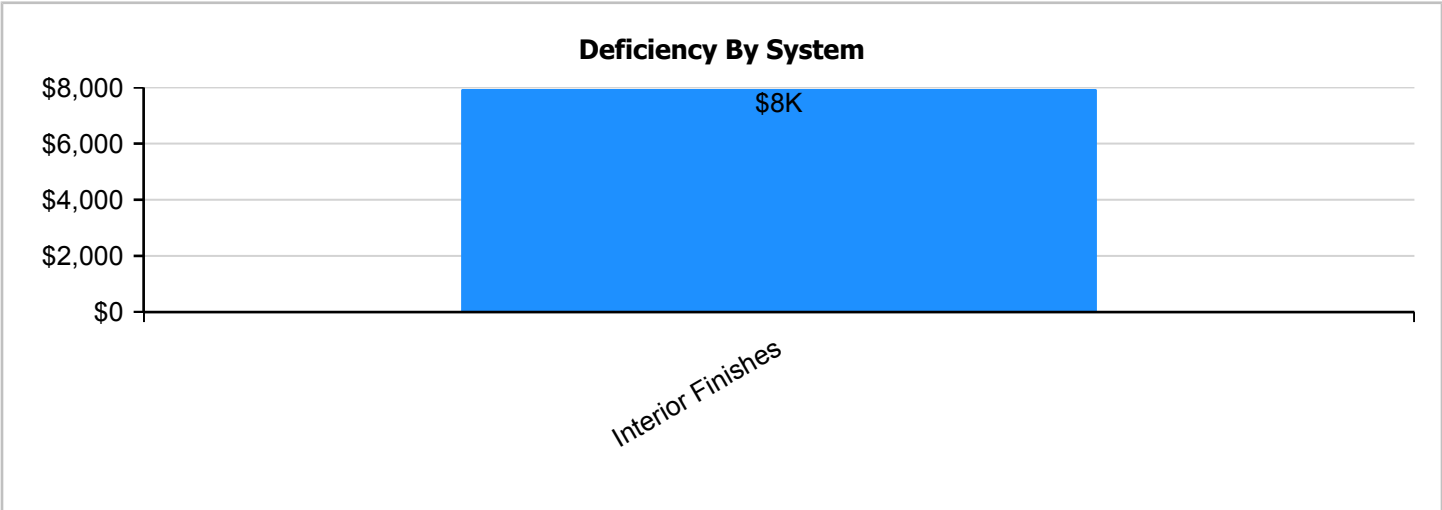 Deficiency By System
$8,000
$8K
$6,000
$4,000
$2,000
$0
Interior Finishes